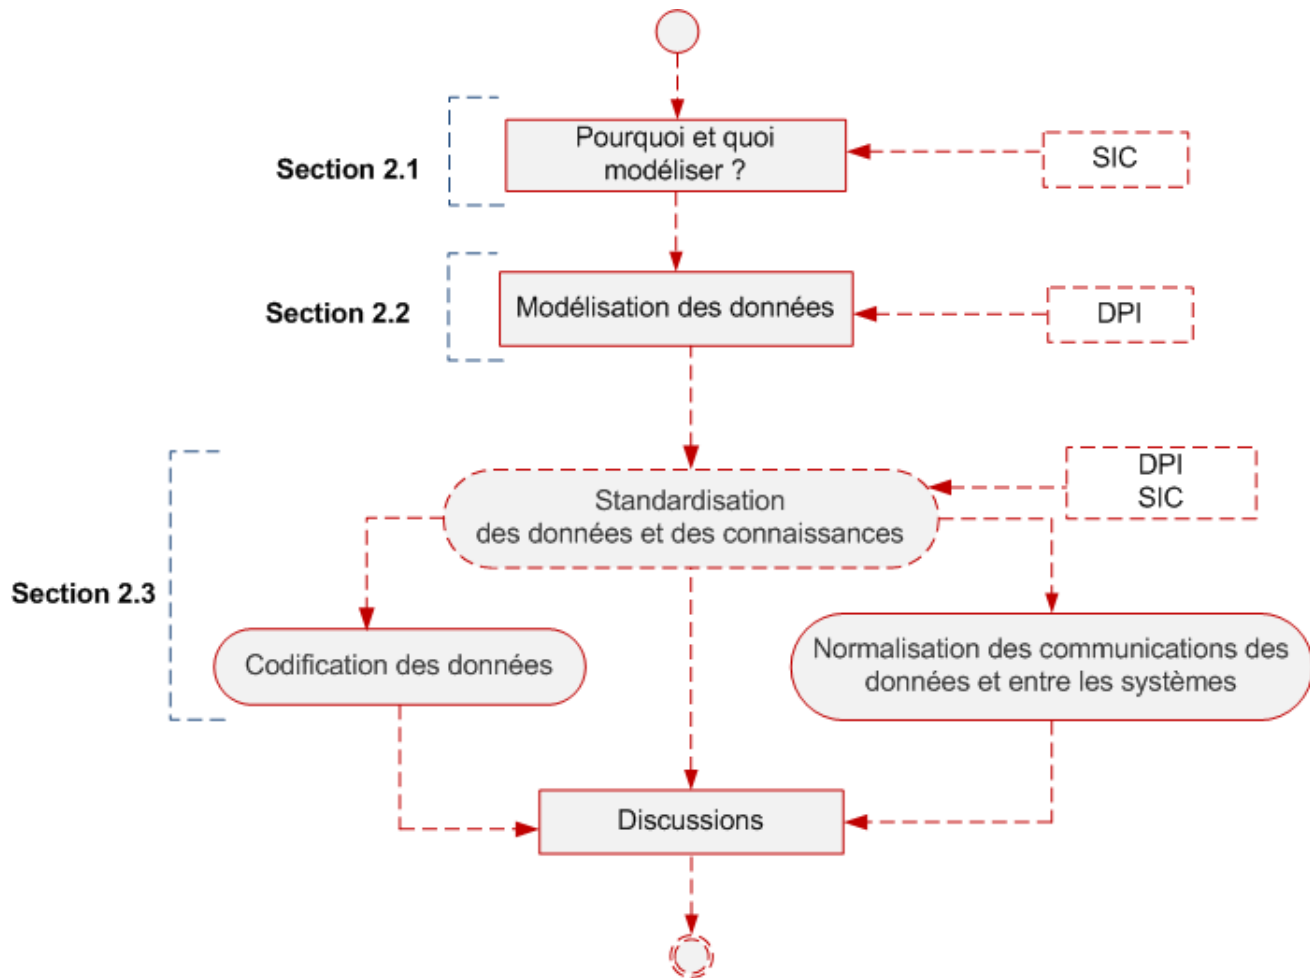 Pourquoi et quoi
modéliser ?
Section 2.1
SIC
Modélisation des données
Section 2.2
DPI
DPI
SIC
Standardisation
des données et des connaissances
Section 2.3
Codification des données
Normalisation des communications des
données et entre les systèmes
Discussions